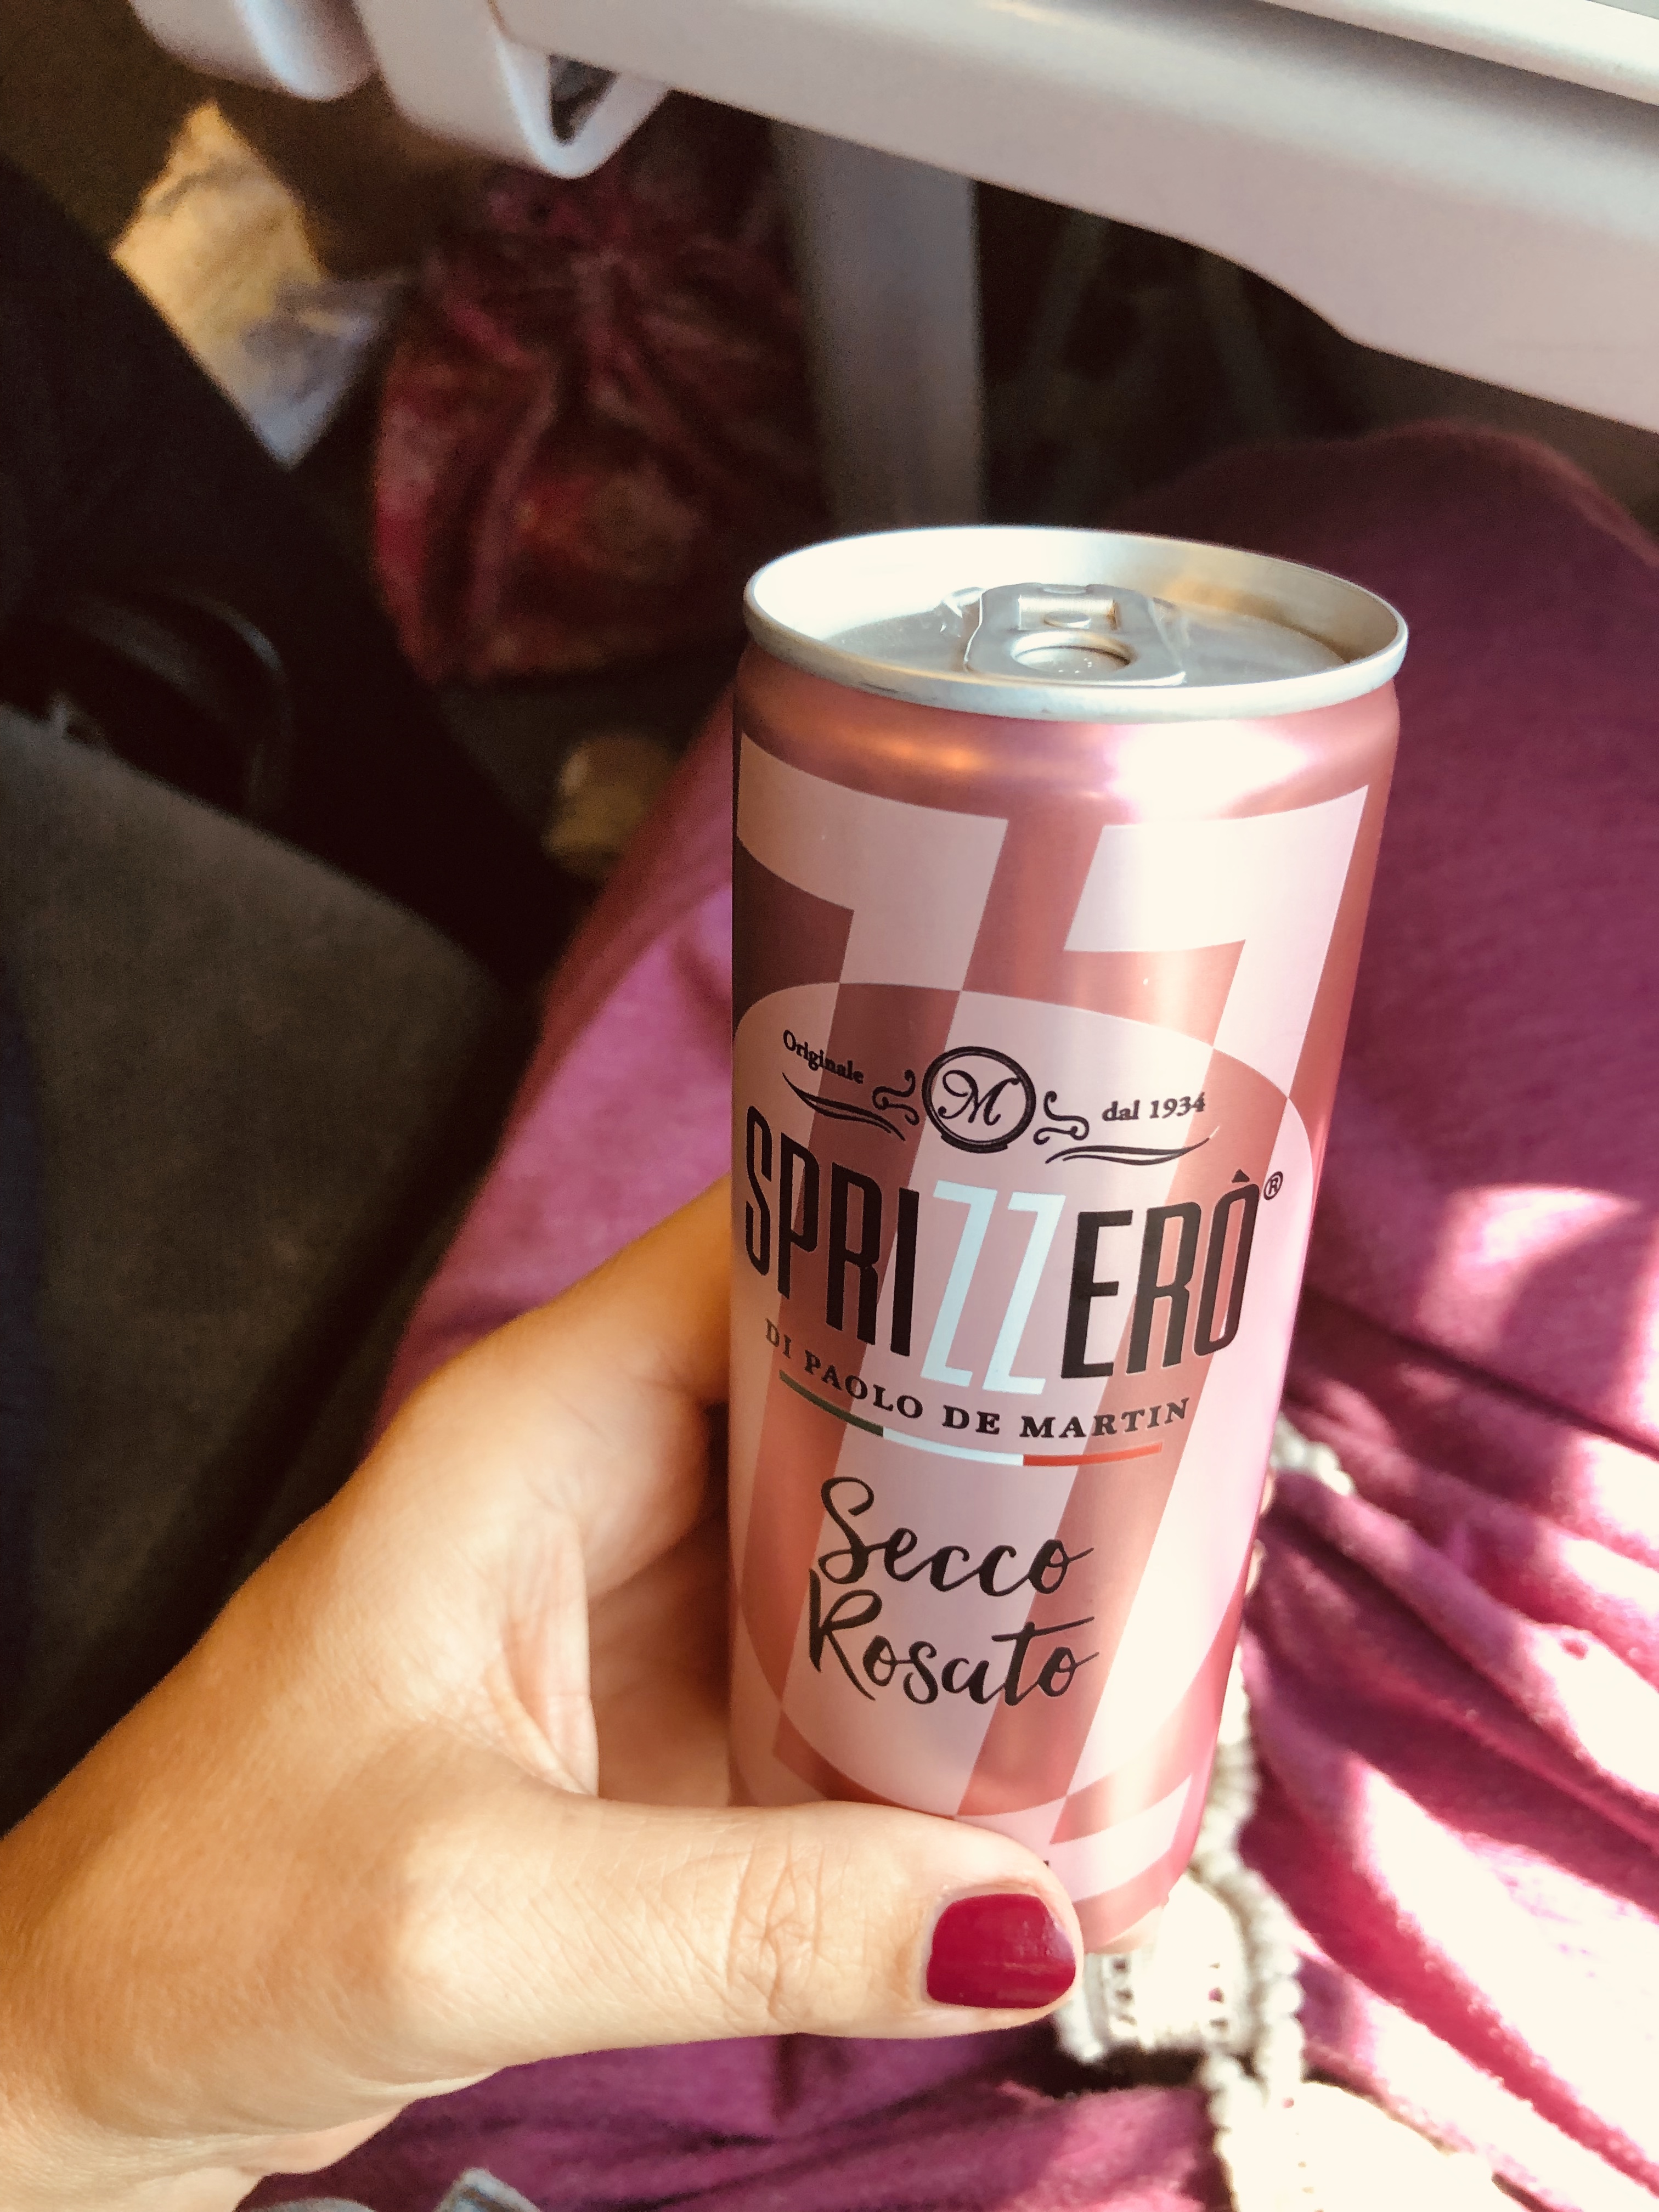 Originale M dal 1934
SPRIZZERÒ®
DI PAOLO DE MARTIN
Secco
Rosato